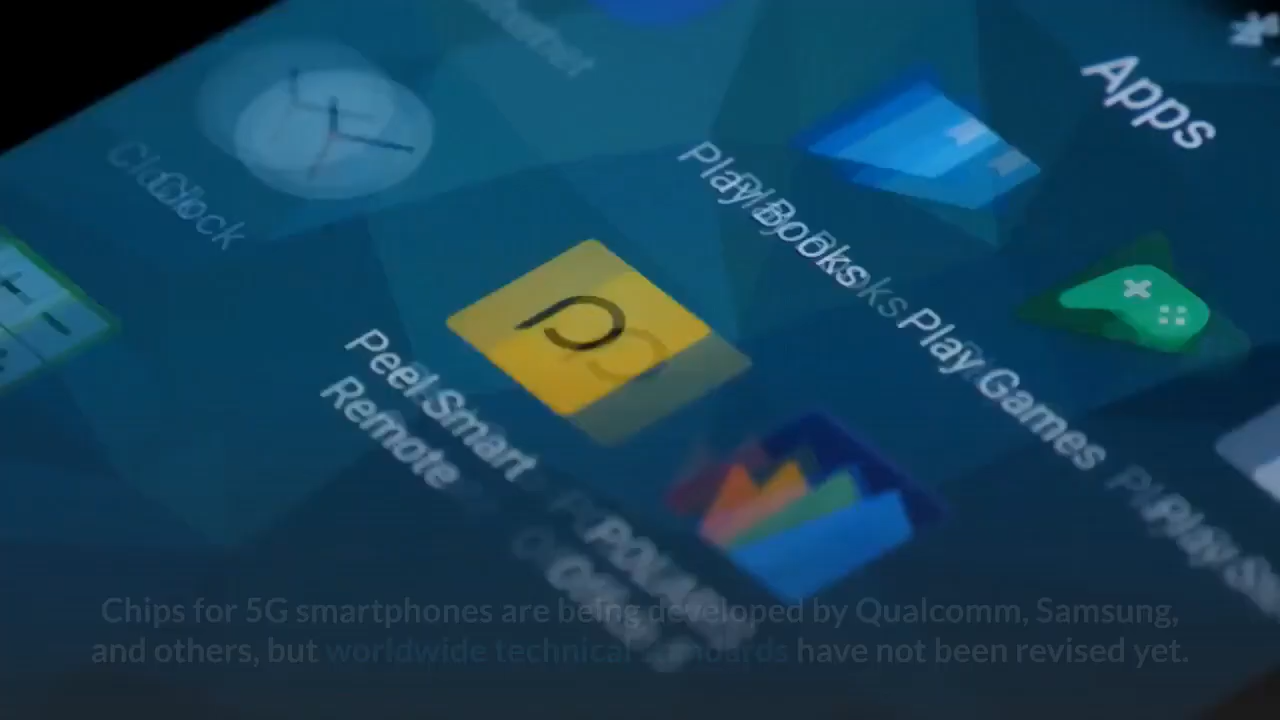 Apps
Clock
Play Books
Play Games
Peel Smart
Remote
POLARIS
Chips for 5G smartphones are being developed by Qualcomm, Samsung,
and others, but worldwide technical standards have not been revised yet.